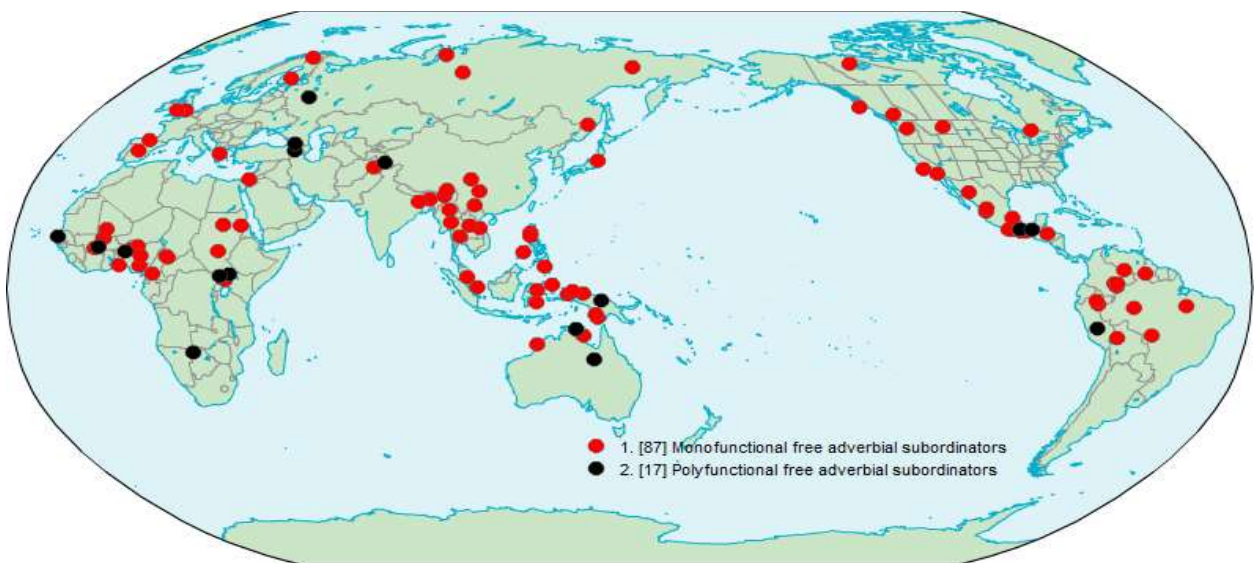 1. [87] Monofunctional free adverbial subordinators
2. [17] Polyfunctional free adverbial subordinators